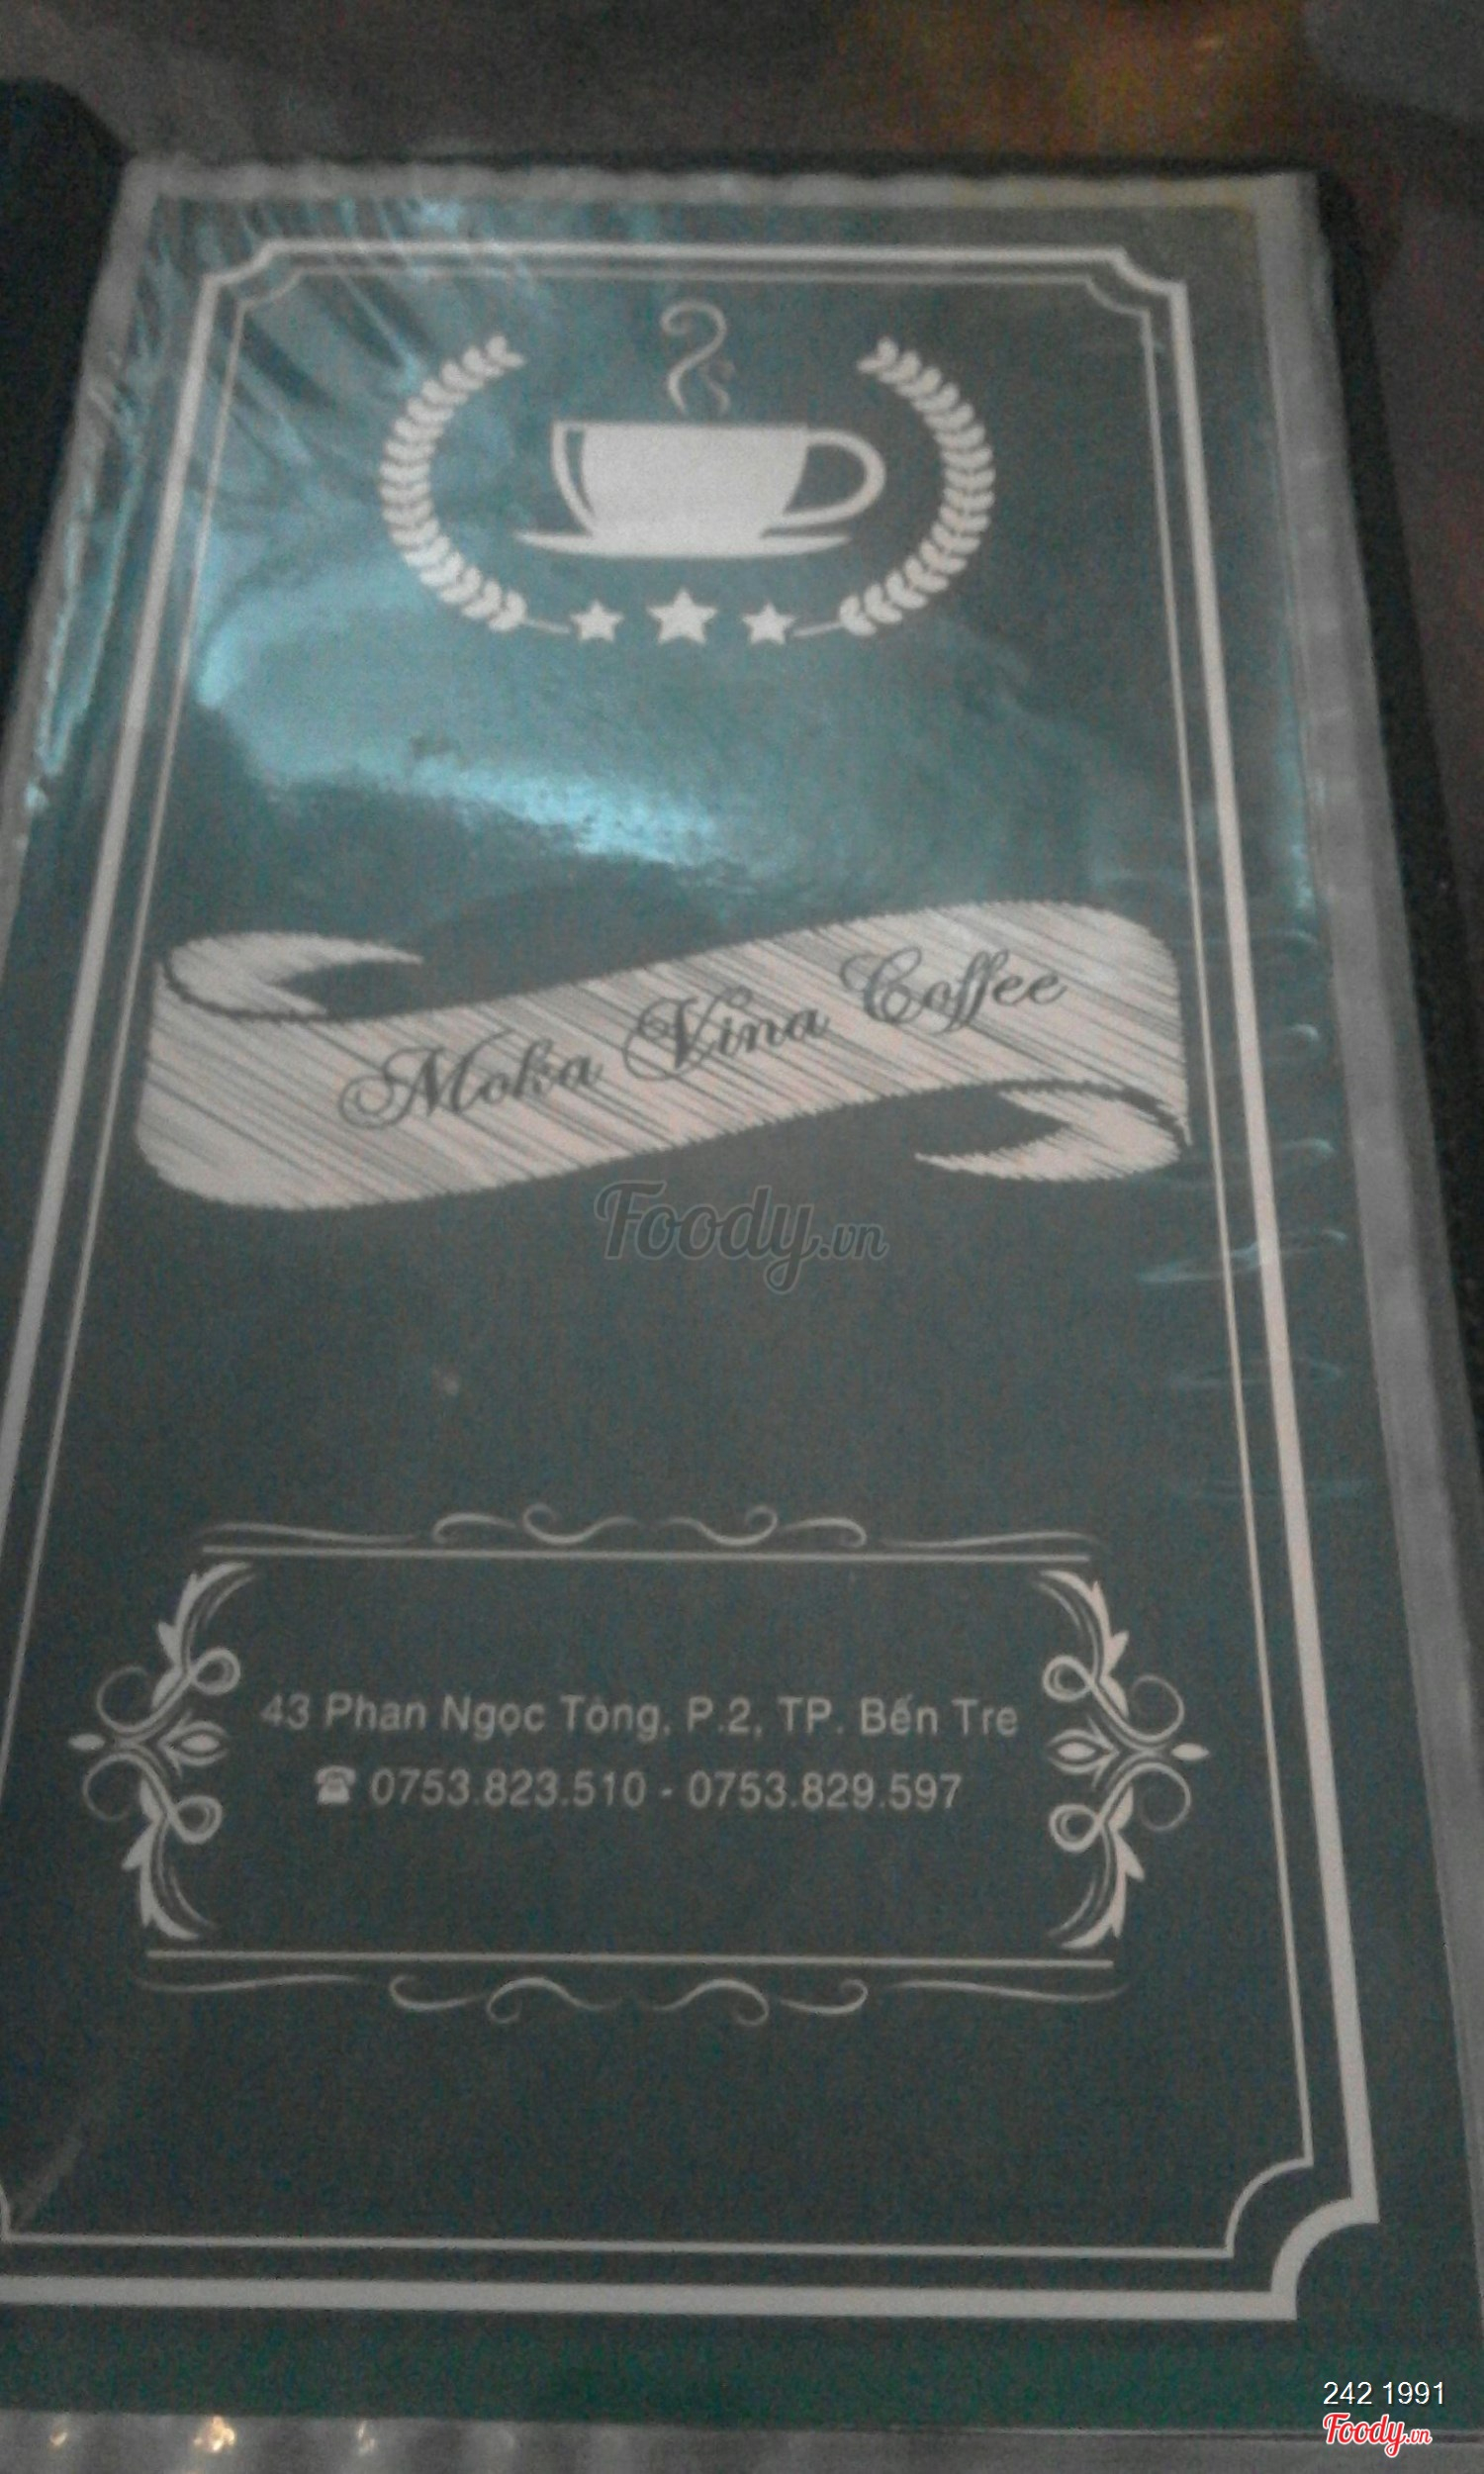 Moka Vina Coffee
Foody.vn
43 Phan Ngọc Tòng, P.2, TP. Bến Tre
☎ 0753.823.510 - 0753.829.597
242 1991
Foody.vn